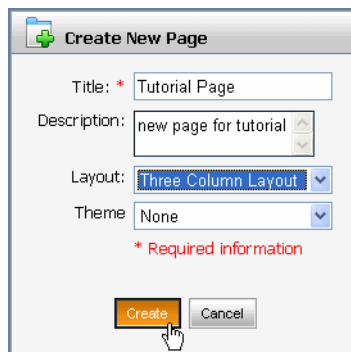 Create New Page
Title: * Tutorial Page
Description: new page for tutorial
Layout: Three Column Layout
Theme None
* Required information
Create Cancel